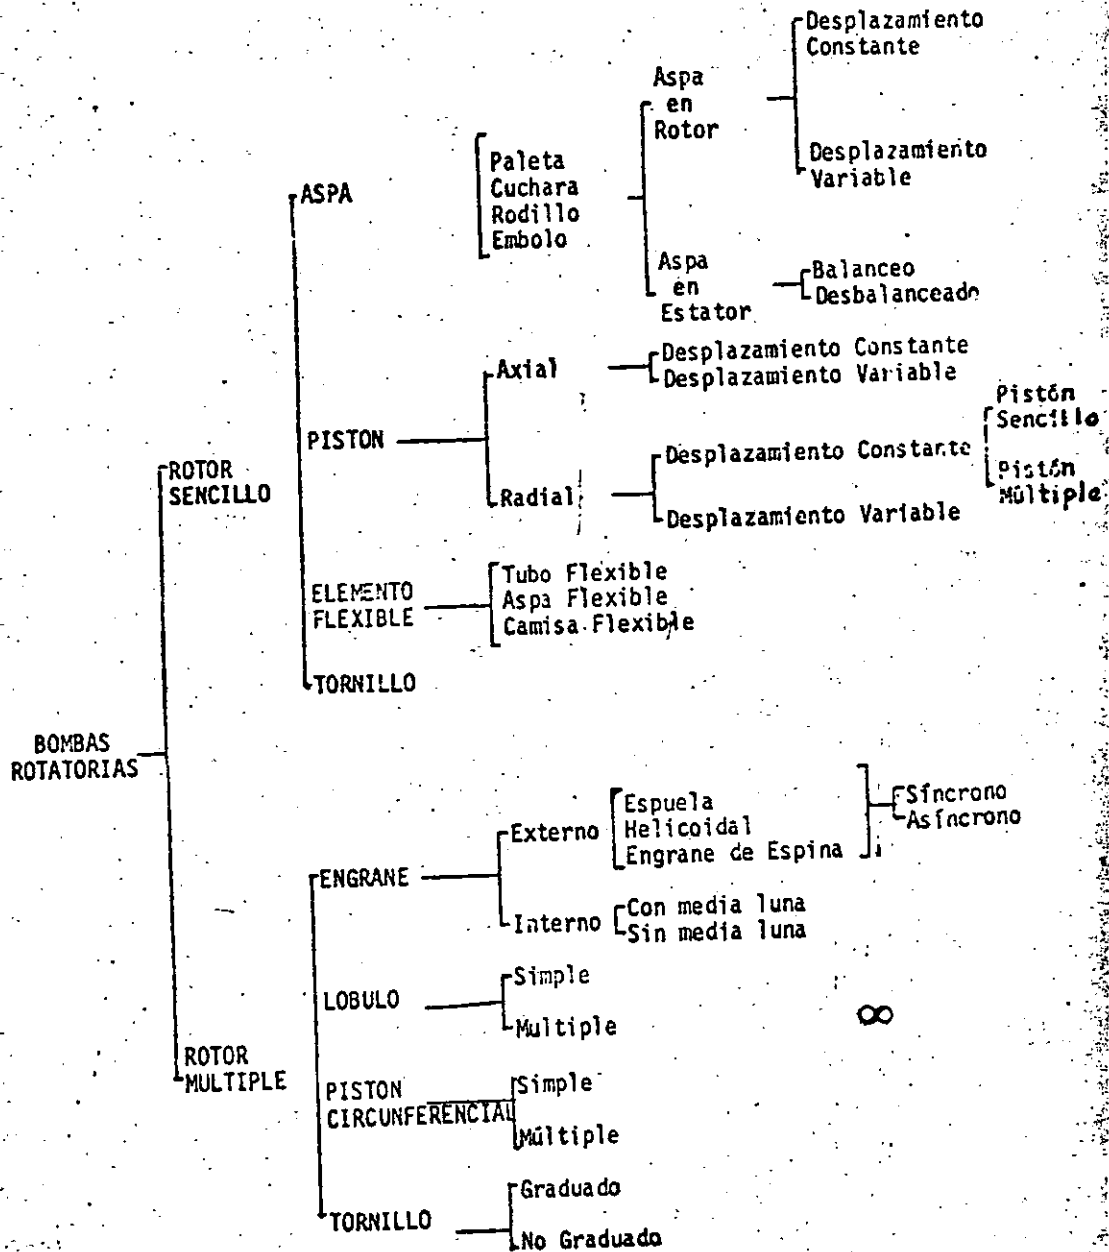 Desplazamiento
Constante
Aspa
en
Rotor
Desplazamiento
Variable
Paleta
Cuchara
Rodillo
Embolo
ASPA
Aspa
en
Estator
Balanceo
Desbalanceado
Axial
Desplazamiento Constante
Desplazamiento Variable
PISTON
Pistón
Sencillo
Desplazamiento Constante
Pistón
Múltiple
Radial
Desplazamiento Variable
ROTOR
SENCILLO
ELEMENTO
FLEXIBLE
Tubo Flexible
Aspa Flexible
Camisa Flexible
TORNILLO
BOMBAS
ROTATORIAS
Externo
Espuela
Helicoidal
Engrane de Espina
Síncrono
Asíncrono
ENGRANE
Interno
Con media luna
Sin media luna
LOBULO
Simple
Multiple
∞
ROTOR
MULTIPLE
PISTON
CIRCUNFERENCIAL
Simple
Múltiple
TORNILLO
Graduado
No Graduado